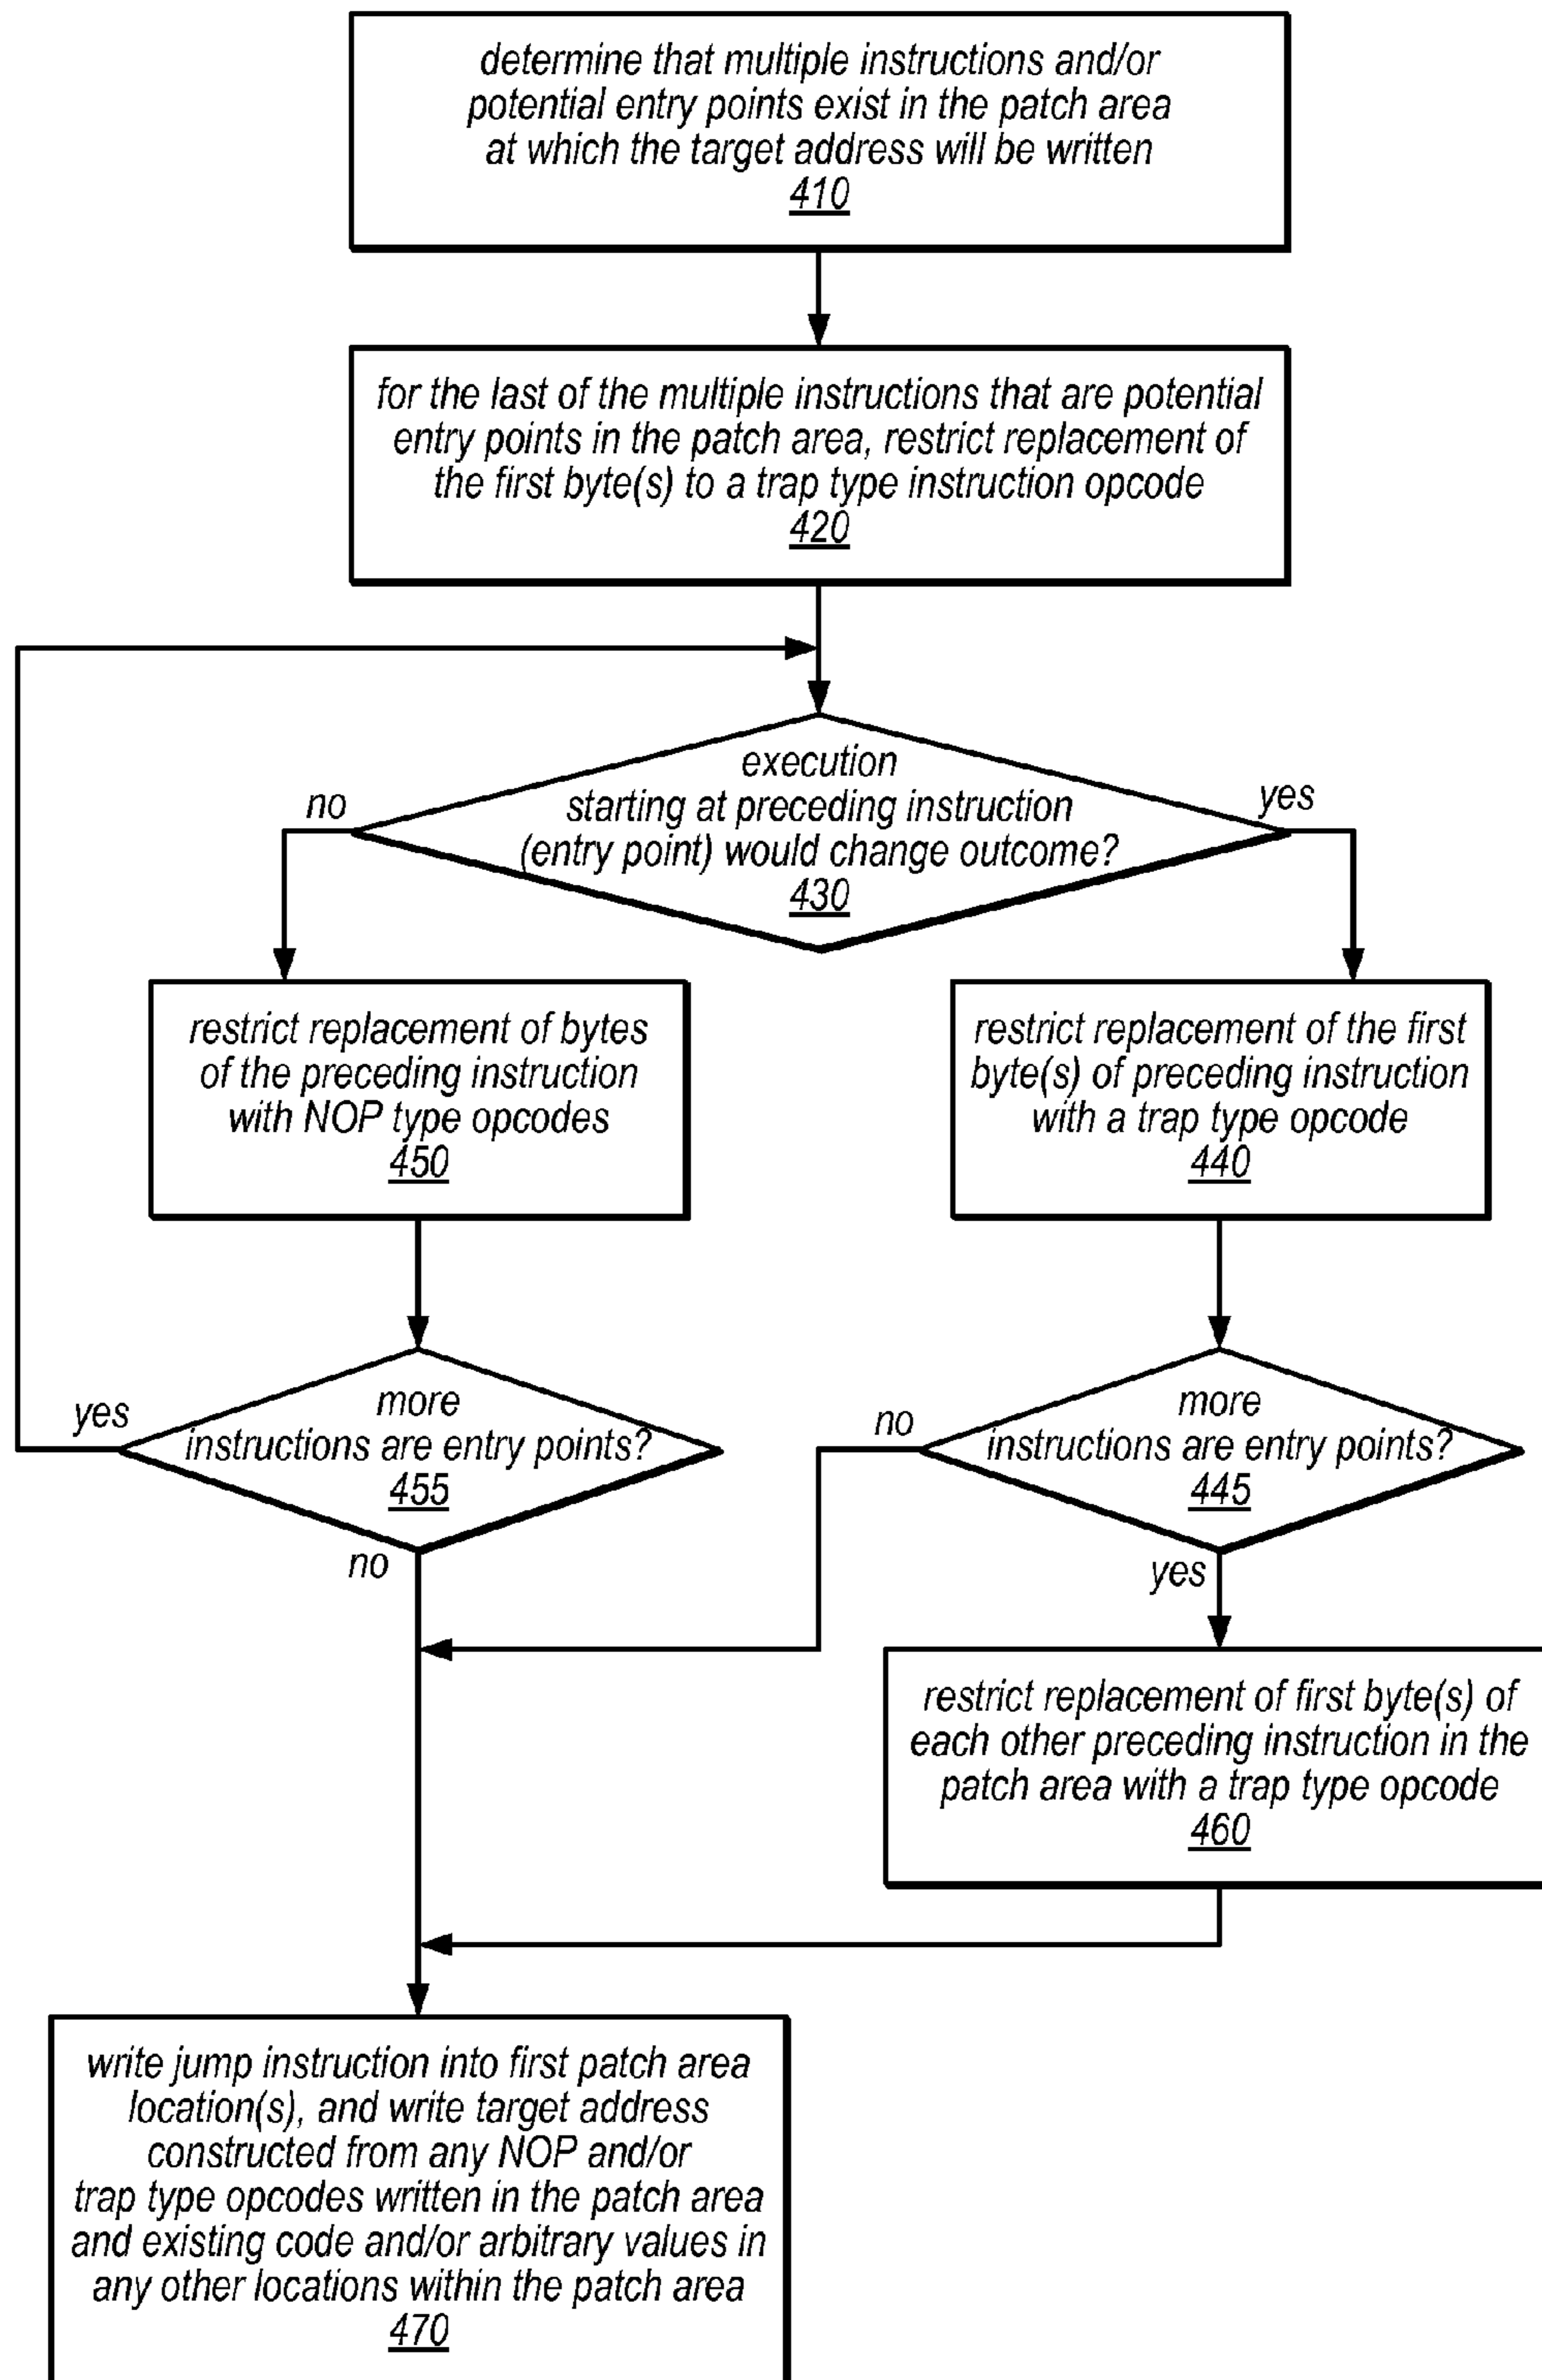 determine that multiple instructions and/or
potential entry points exist in the patch area
at which the target address will be written
410
for the last of the multiple instructions that are potential
entry points in the patch area, restrict replacement of
the first byte(s) to a trap type instruction opcode
420
execution
starting at preceding instruction
(entry point) would change outcome?
430
no
yes
restrict replacement of bytes
of the preceding instruction
with NOP type opcodes
450
restrict replacement of the first
byte(s) of preceding instruction
with a trap type opcode
440
yes
more
instructions are entry points?
455
no
no
more
instructions are entry points?
445
yes
restrict replacement of first byte(s) of
each other preceding instruction in the
patch area with a trap type opcode
460
write jump instruction into first patch area
location(s), and write target address
constructed from any NOP and/or
trap type opcodes written in the patch area
and existing code and/or arbitrary values in
any other locations within the patch area
470